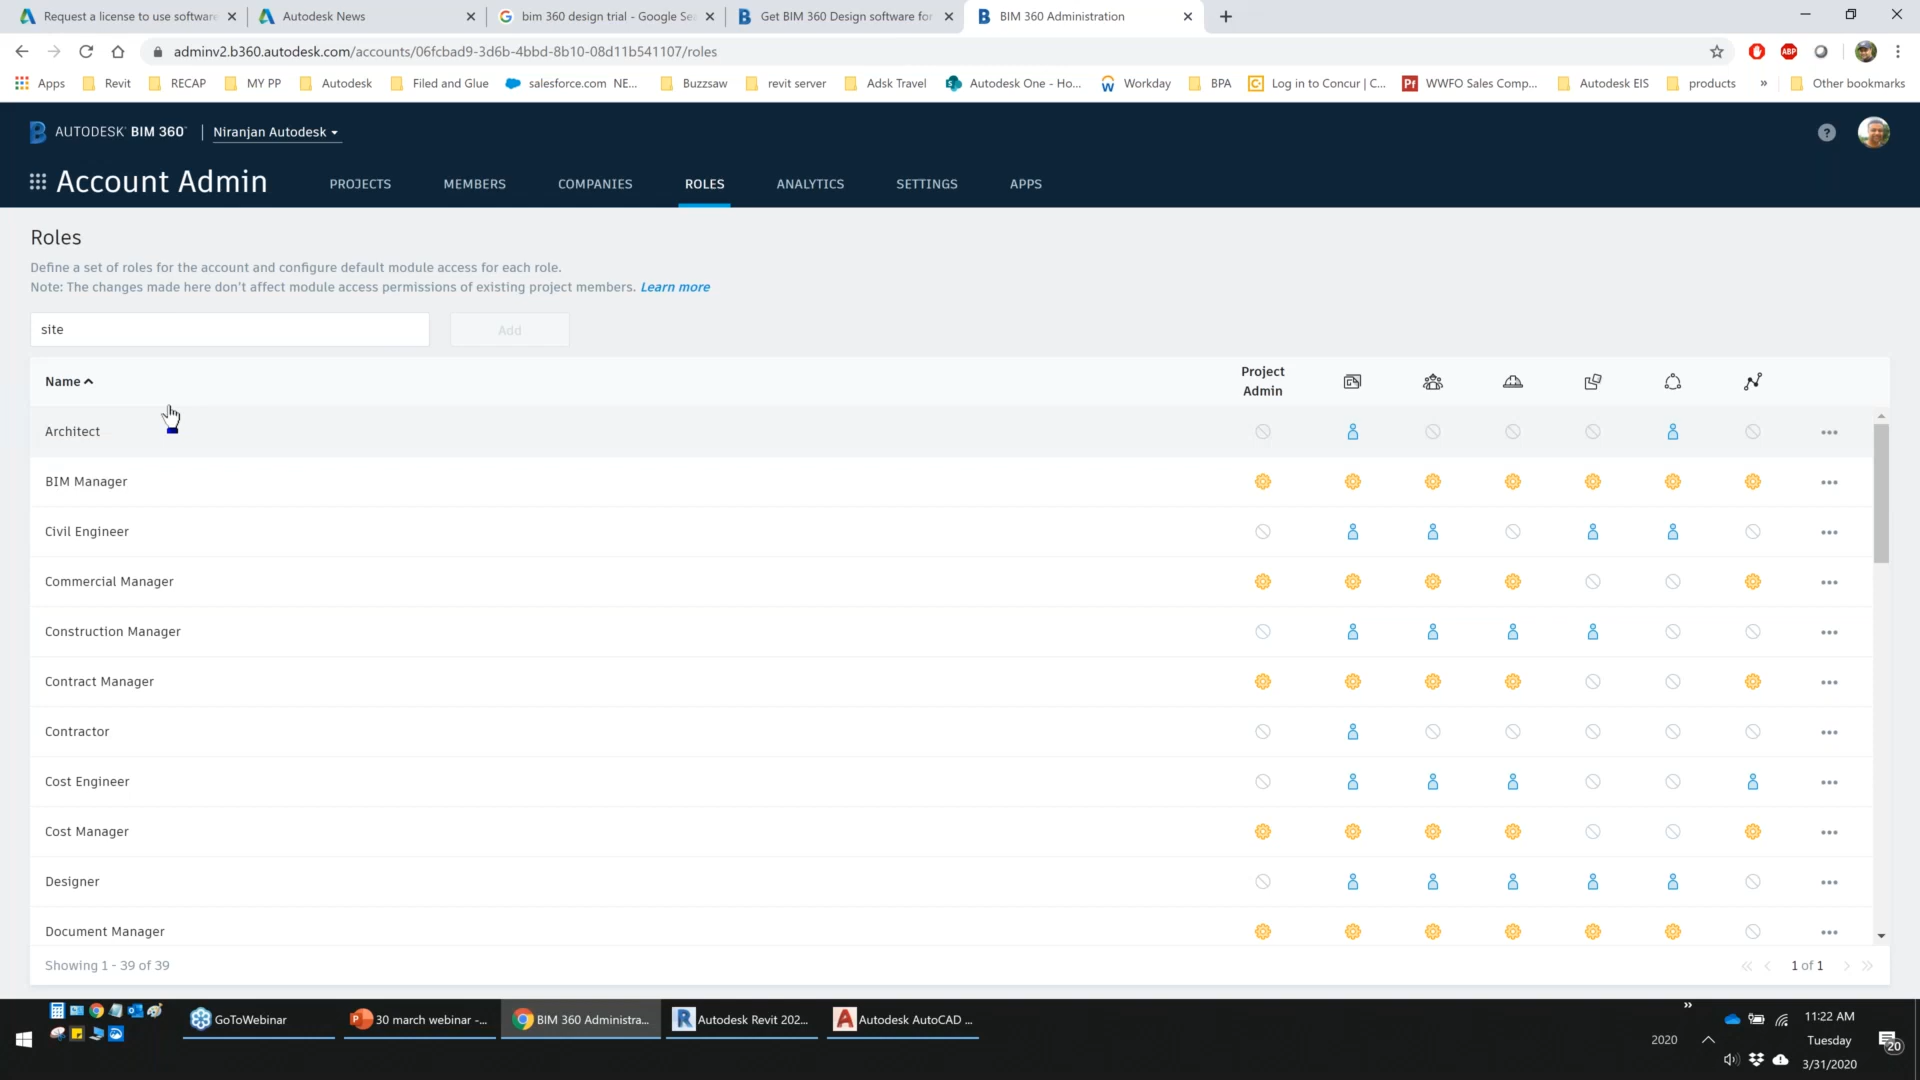 Request a license to use software
Autodesk News
bim 360 design trial - Google Se
Get BIM 360 Design software for
BIM 360 Administration
adminv2.b360.autodesk.com/accounts/06fcbad9-3d6b-4bbd-8b10-08d11b541107/roles
ABP
Apps
Revit
RECAP
MY PP
Autodesk
Filed and Glue
salesforce.com NE...
Buzzsaw
revit server
Adsk Travel
Autodesk One - Ho...
Workday
BPA
Log in to Concur | C...
WWFO Sales Comp...
Autodesk EIS
products
»
Other bookmarks
AUTODESK BIM 360
Niranjan Autodesk
Account Admin
PROJECTS
MEMBERS
COMPANIES
ROLES
ANALYTICS
SETTINGS
APPS
Roles
Define a set of roles for the account and configure default module access for each role.
Note: The changes made here don't affect module access permissions of existing project members. Learn more
site
Add
Name
Project
Admin
Architect
BIM Manager
Civil Engineer
Commercial Manager
Construction Manager
Contract Manager
Contractor
Cost Engineer
Cost Manager
Designer
Document Manager
Showing 1 - 39 of 39
1 of 1
GoToWebinar
30 march webinar -...
BIM 360 Administra...
Autodesk Revit 202...
Autodesk AutoCAD ...
2020
11:22 AM
Tuesday
3/31/2020
20